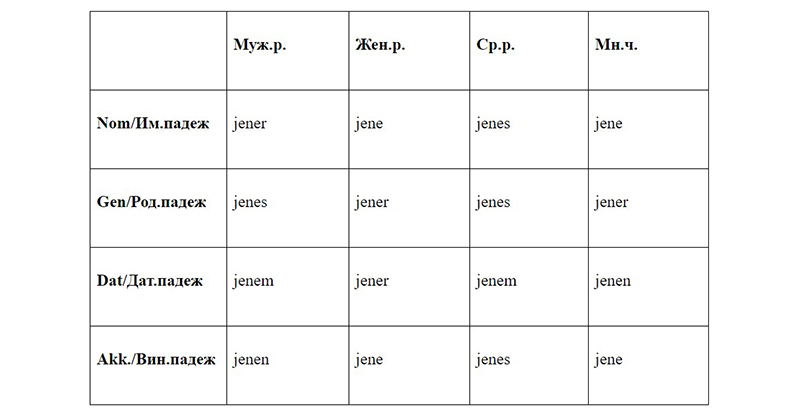 Муж.р. Жен.р. Ср.р. Мн.ч.
Nom/Им.падеж jener jene jenes jene
Gen/Род.падеж jenes jener jenes jener
Dat/Дат.падеж jenem jener jenem jenen
Akk./Вин.падеж jenen jene jenes jene